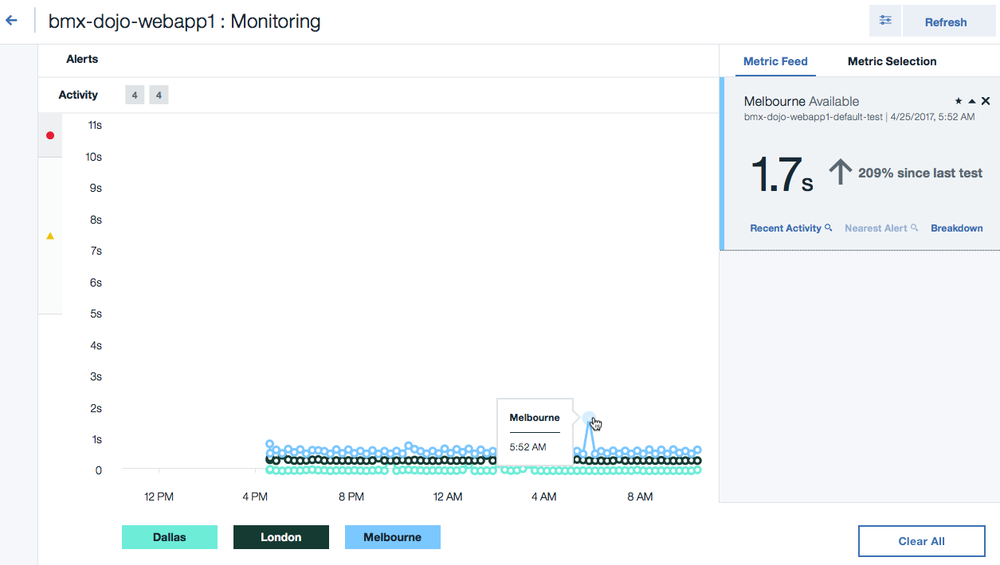 bmx-dojo-webapp1 : Monitoring
Refresh
Alerts
Metric Feed
Metric Selection
Activity
4
4
Melbourne Available
bmx-dojo-webapp1-default-test | 4/25/2017, 5:52 AM
1.7s
209% since last test
Recent Activity
Nearest Alert
Breakdown
11s
10s
9s
8s
7s
6s
5s
4s
3s
2s
1s
0
Melbourne
5:52 AM
12 PM
4 PM
8 PM
12 AM
4 AM
8 AM
Dallas
London
Melbourne
Clear All